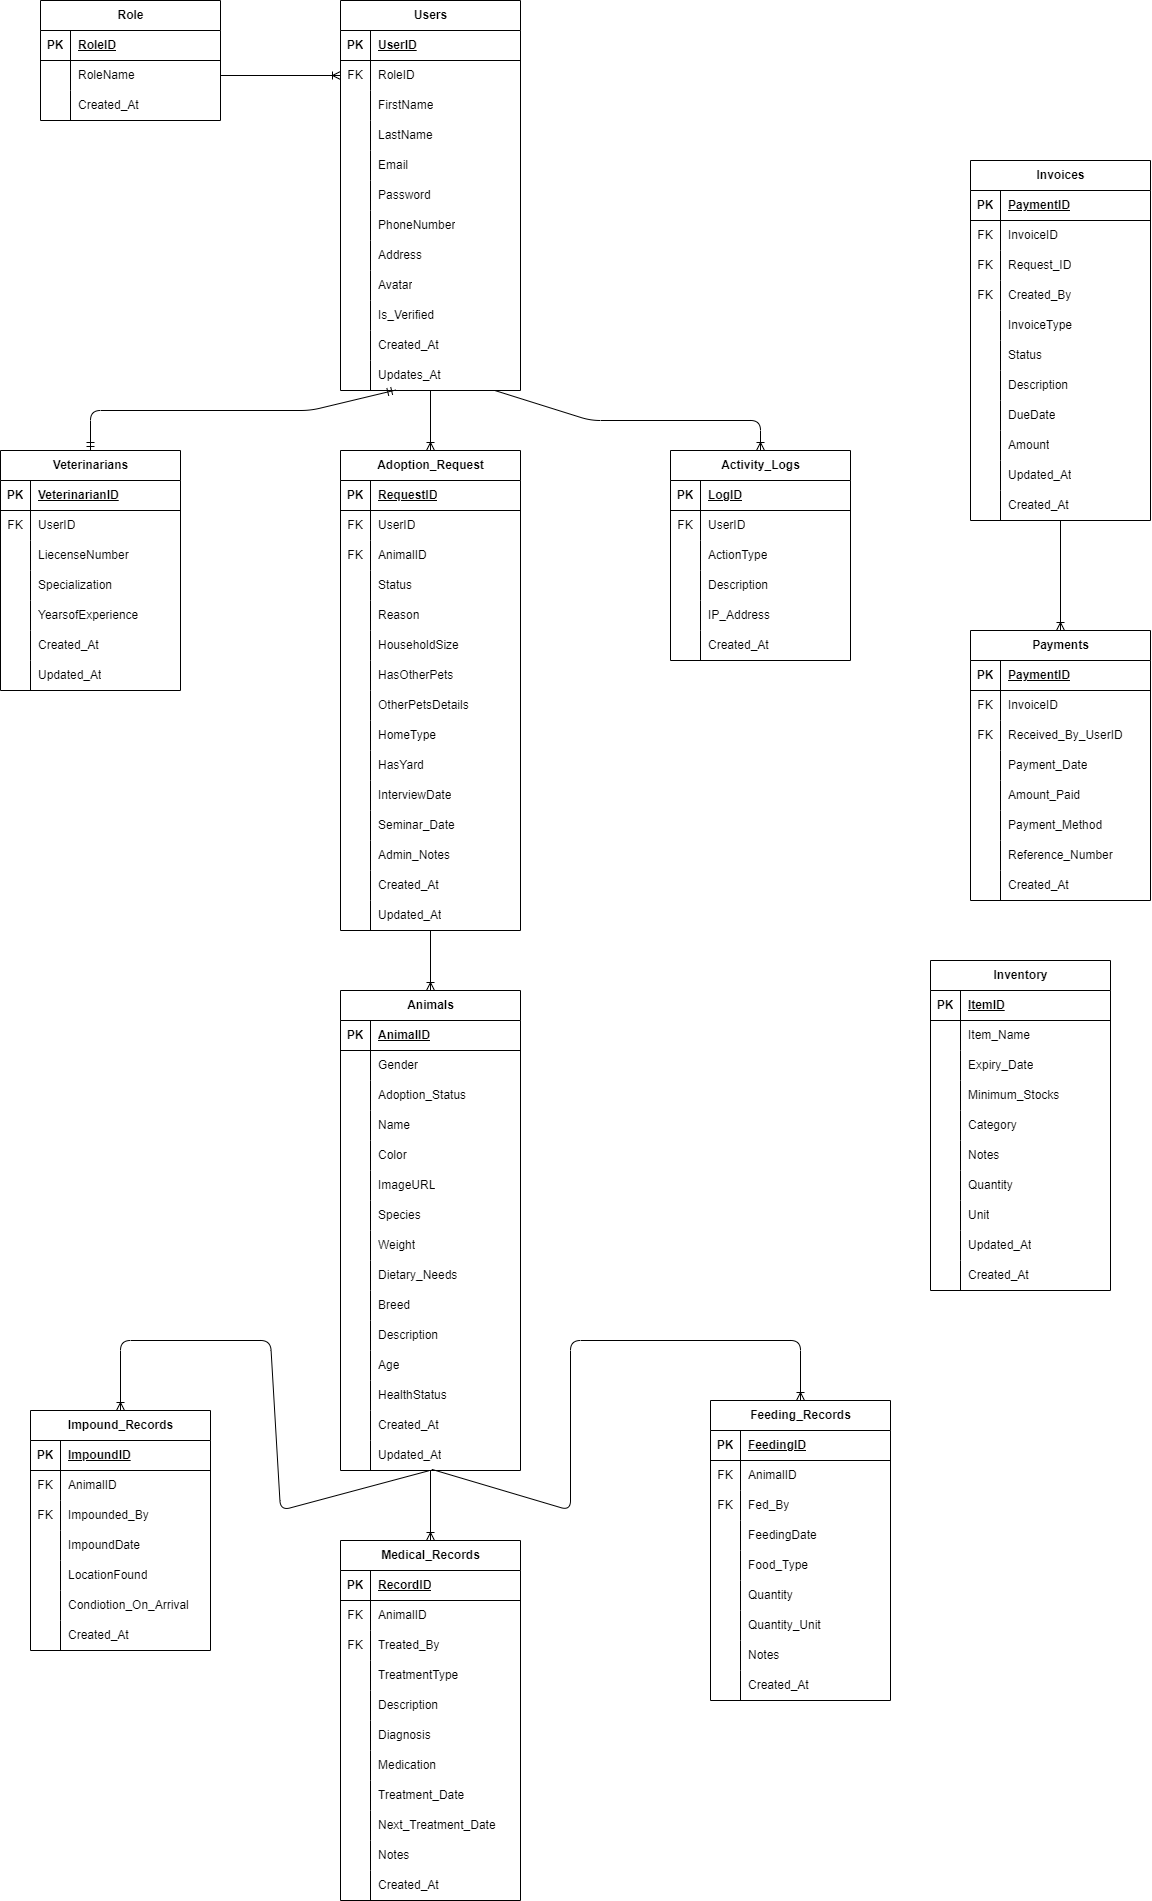 Role
PK RoleID
RoleName
Created_At
Users
PK UserID
FK RoleID
FirstName
LastName
Email
Password
PhoneNumber
Address
Avatar
Is_Verified
Created_At
Updates_At
Invoices
PK PaymentID
FK InvoiceID
FK Request_ID
FK Created_By
InvoiceType
Status
Description
DueDate
Amount
Updated_At
Created_At
Veterinarians
PK VeterinarianID
FK UserID
LiecenseNumber
Specialization
YearsofExperience
Created_At
Updated_At
Adoption_Request
PK RequestID
FK UserID
FK AnimalID
Status
Reason
HouseholdSize
HasOtherPets
OtherPetsDetails
HomeType
HasYard
InterviewDate
Seminar_Date
Admin_Notes
Created_At
Updated_At
Activity_Logs
PK LogID
FK UserID
ActionType
Description
IP_Address
Created_At
Payments
PK PaymentID
FK InvoiceID
FK Received_By_UserID
Payment_Date
Amount_Paid
Payment_Method
Reference_Number
Created_At
Inventory
PK ItemID
Item_Name
Expiry_Date
Minimum_Stocks
Category
Notes
Quantity
Unit
Updated_At
Created_At
Animals
PK AnimalID
Gender
Adoption_Status
Name
Color
ImageURL
Species
Weight
Dietary_Needs
Breed
Description
Age
HealthStatus
Created_At
Updated_At
Impound_Records
PK ImpoundID
FK AnimalID
FK Impounded_By
ImpoundDate
LocationFound
Condiotion_On_Arrival
Created_At
Medical_Records
PK RecordID
FK AnimalID
FK Treated_By
TreatmentType
Description
Diagnosis
Medication
Treatment_Date
Next_Treatment_Date
Notes
Created_At
Feeding_Records
PK FeedingID
FK AnimalID
FK Fed_By
FeedingDate
Food_Type
Quantity
Quantity_Unit
Notes
Created_At